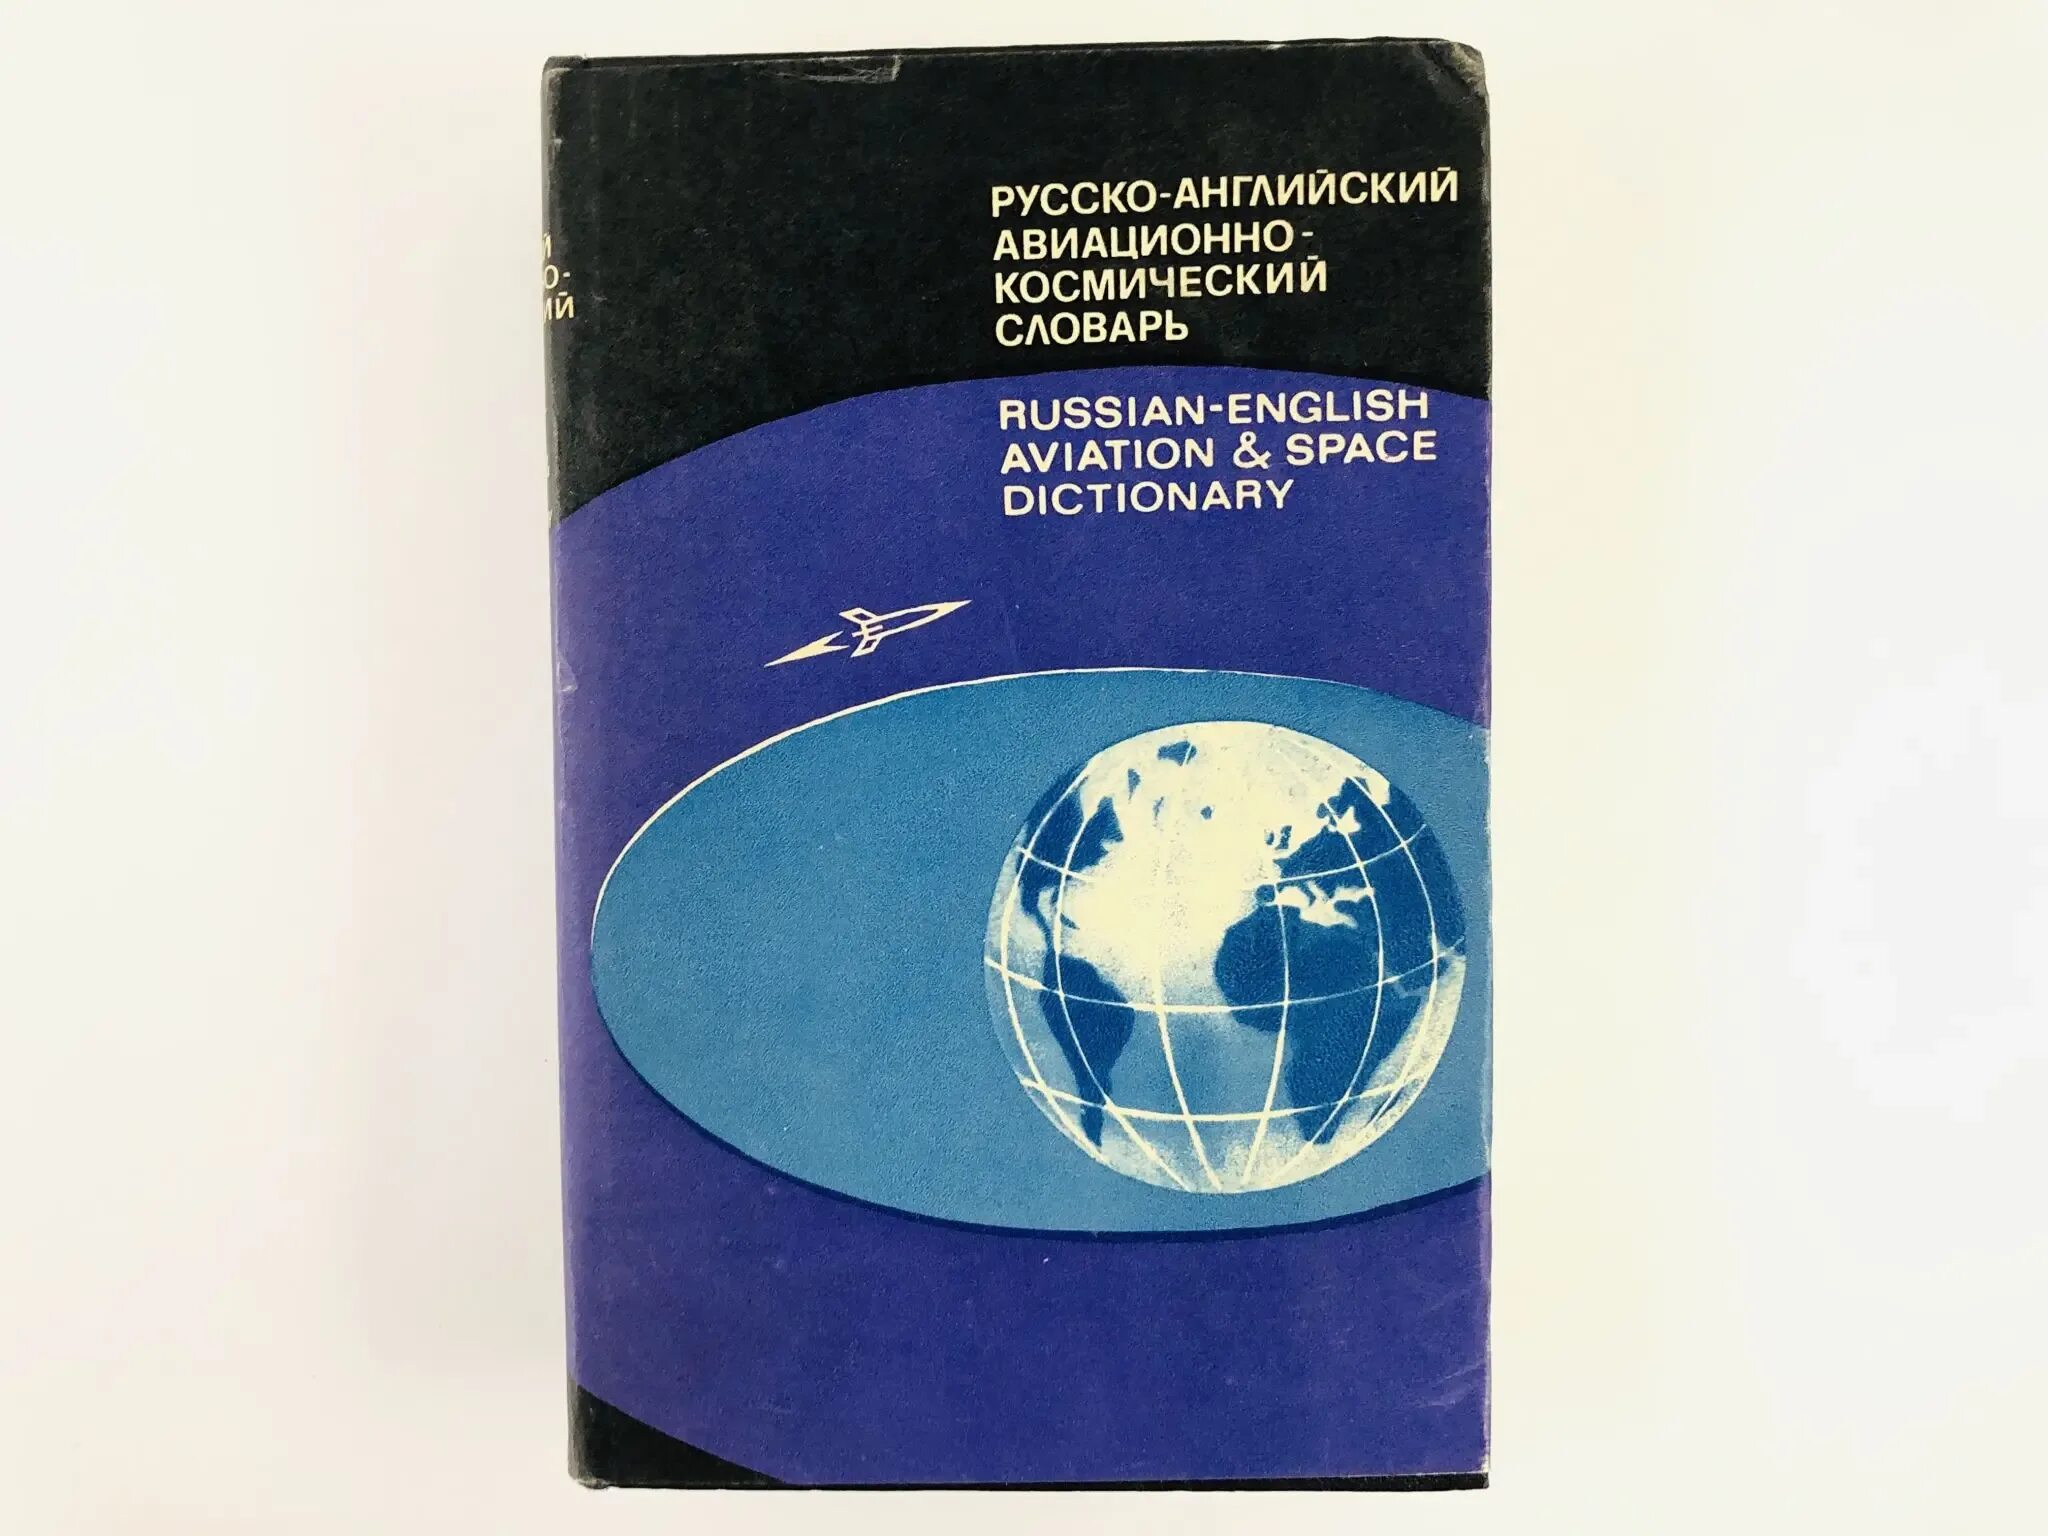 РУССКО-АНГЛИЙСКИЙ
АВИАЦИОННО-
КОСМИЧЕСКИЙ
СЛОВАРЬ
RUSSIAN-ENGLISH
AVIATION & SPACE
DICTIONARY